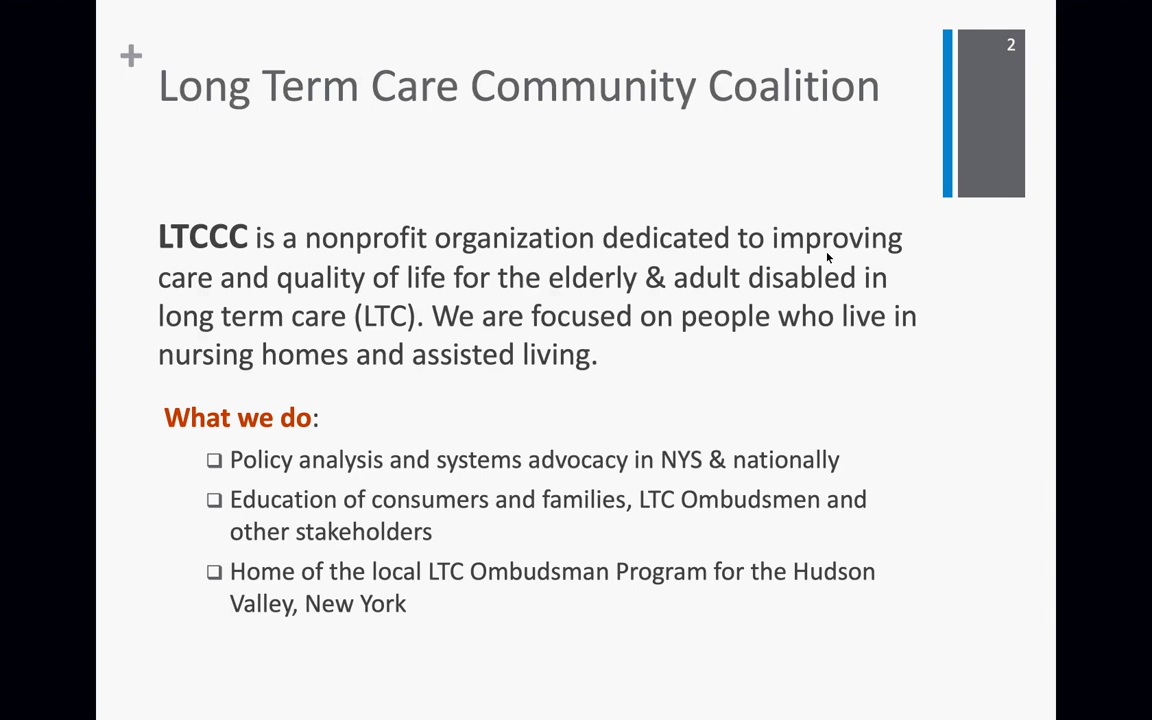 2
+
Long Term Care Community Coalition
LTCCC is a nonprofit organization dedicated to improving
care and quality of life for the elderly & adult disabled in
long term care (LTC). We are focused on people who live in
nursing homes and assisted living.
What we do:
❑ Policy analysis and systems advocacy in NYS & nationally
❑ Education of consumers and families, LTC Ombudsmen and
other stakeholders
❑ Home of the local LTC Ombudsman Program for the Hudson
Valley, New York